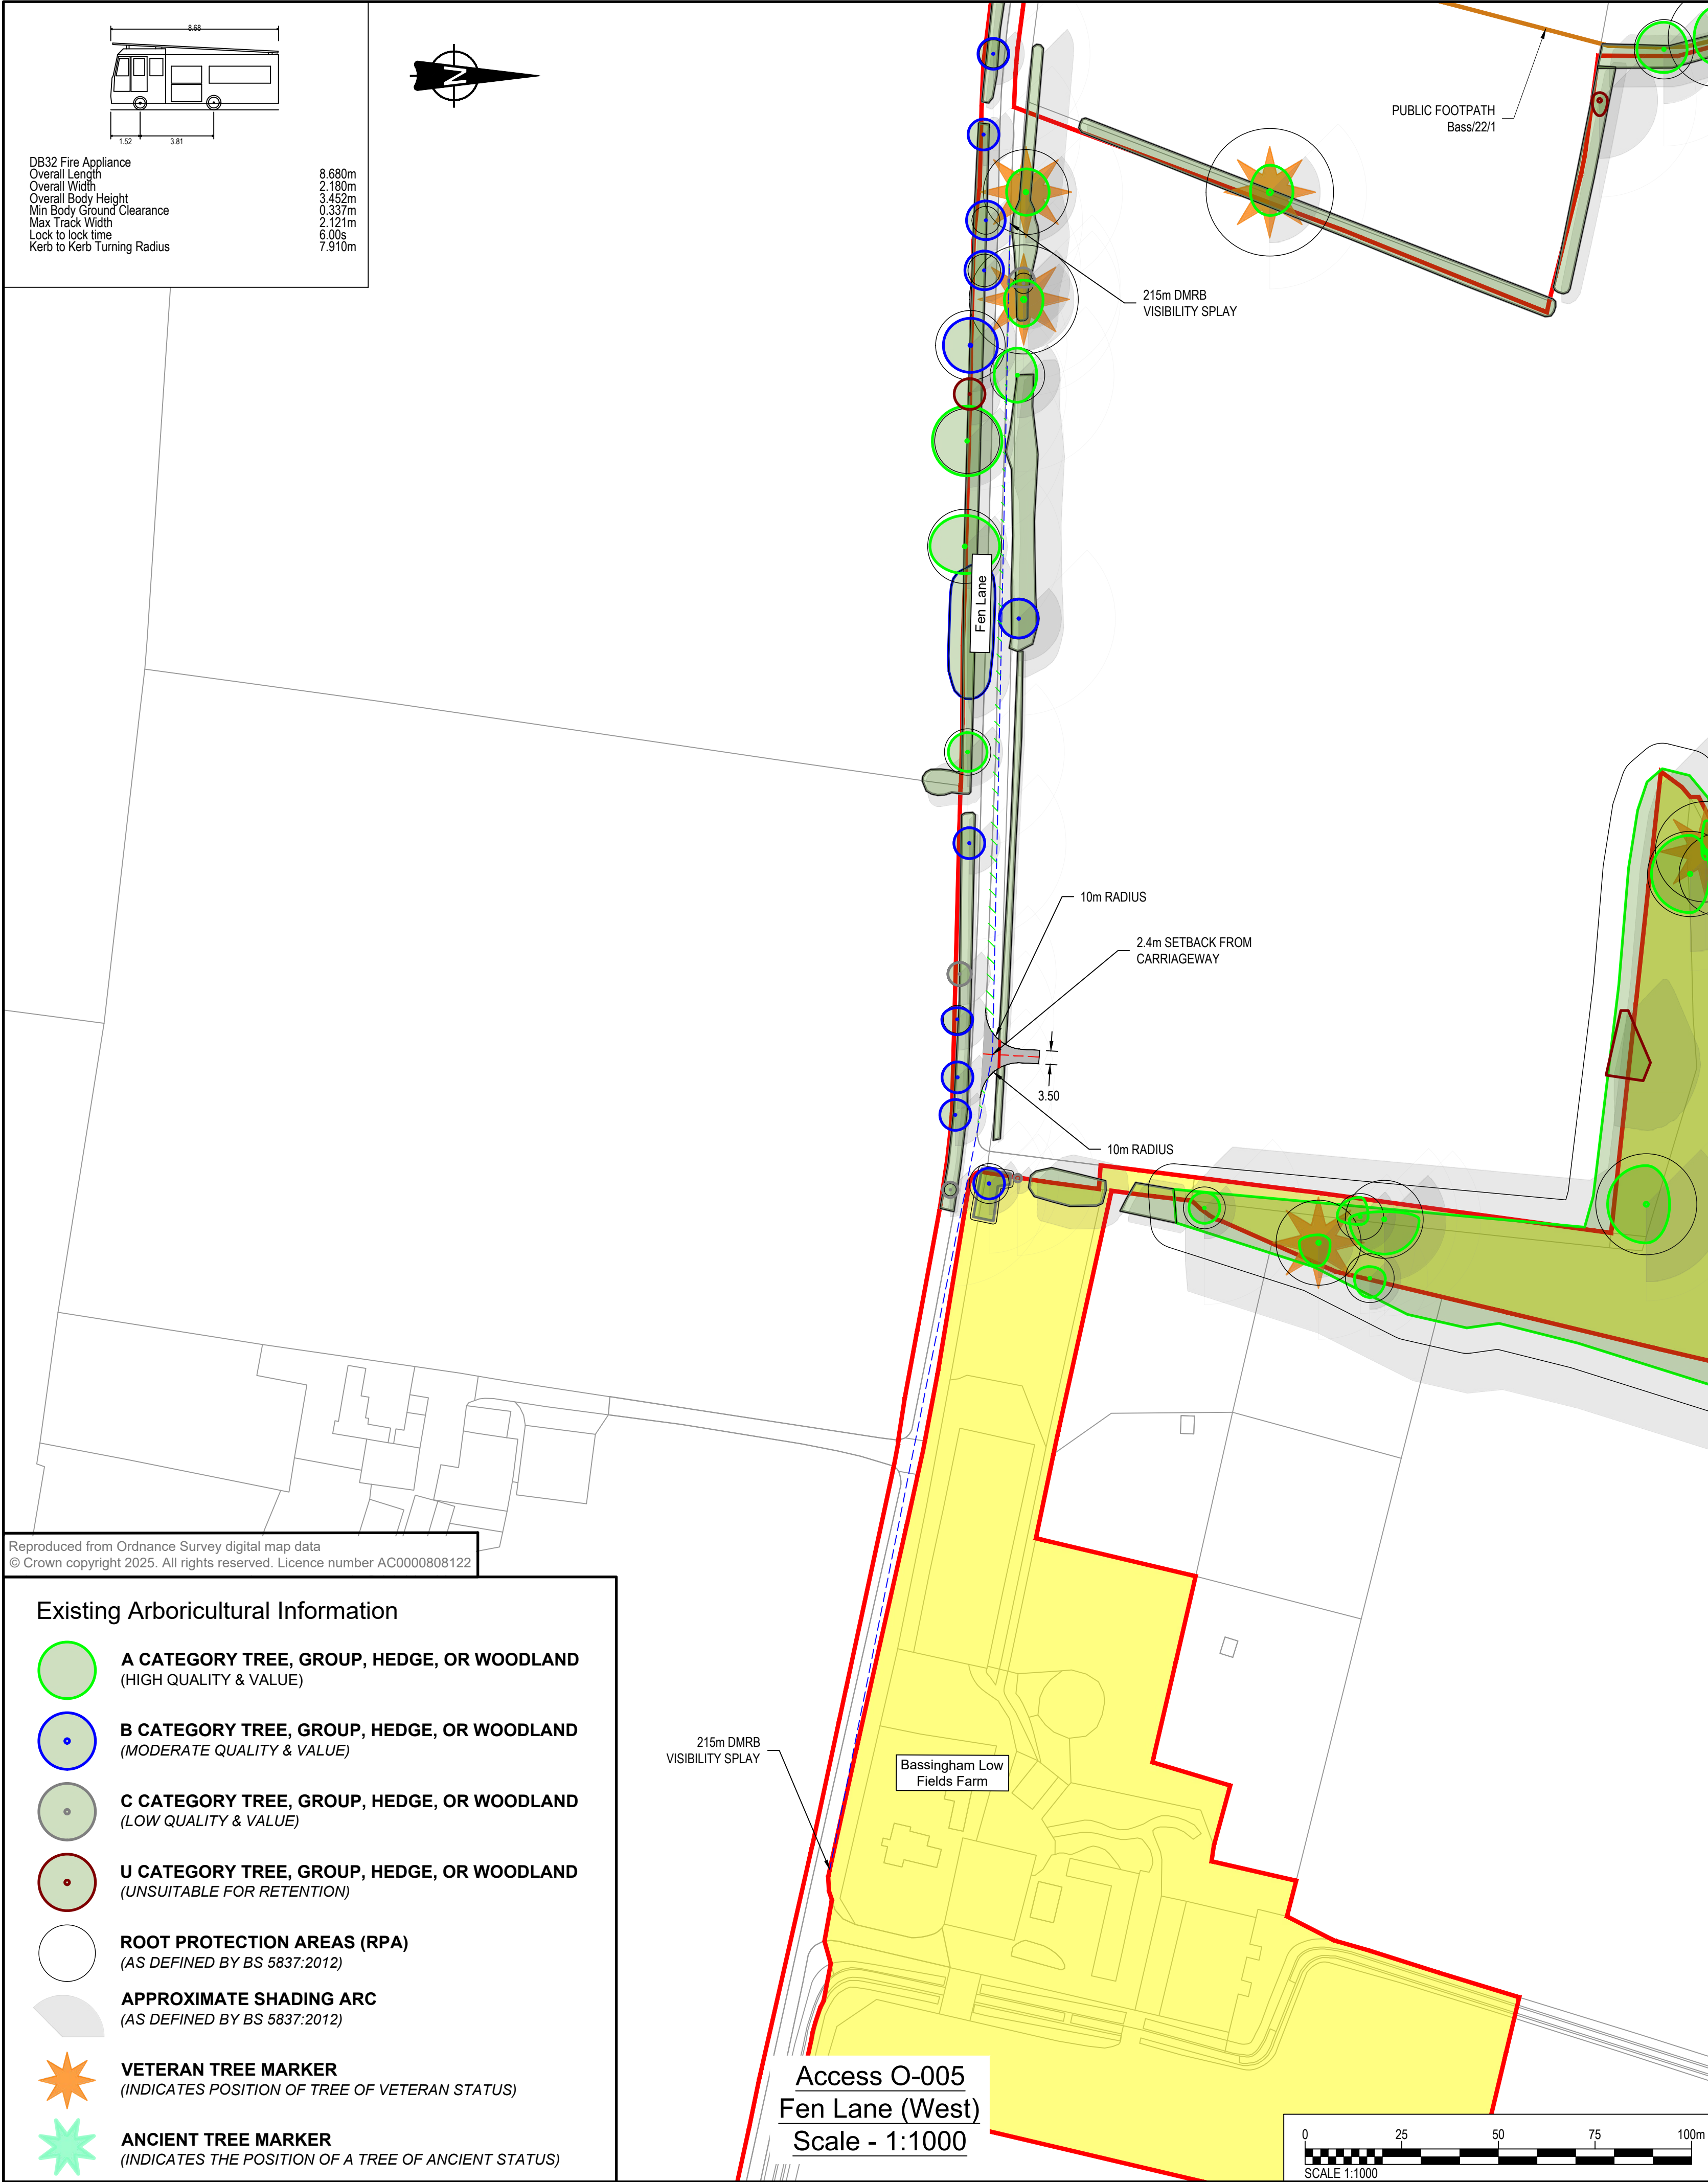 8.68
1.52 3.81
DB32 Fire Appliance
Overall Length 8.680m
Overall Width 2.180m
Overall Body Height 3.452m
Min Body Ground Clearance 0.337m
Max Track Width 2.121m
Lock to lock time 6.00s
Kerb to Kerb Turning Radius 7.910m
N
PUBLIC FOOTPATH
Bass/22/1
215m DMRB
VISIBILITY SPLAY
Fen Lane
10m RADIUS
2.4m SETBACK FROM
CARRIAGEWAY
3.50
10m RADIUS
Reproduced from Ordnance Survey digital map data
© Crown copyright 2025. All rights reserved. Licence number AC0000808122
Existing Arboricultural Information
A CATEGORY TREE, GROUP, HEDGE, OR WOODLAND
(HIGH QUALITY & VALUE)
B CATEGORY TREE, GROUP, HEDGE, OR WOODLAND
(MODERATE QUALITY & VALUE)
C CATEGORY TREE, GROUP, HEDGE, OR WOODLAND
(LOW QUALITY & VALUE)
U CATEGORY TREE, GROUP, HEDGE, OR WOODLAND
(UNSUITABLE FOR RETENTION)
ROOT PROTECTION AREAS (RPA)
(AS DEFINED BY BS 5837:2012)
APPROXIMATE SHADING ARC
(AS DEFINED BY BS 5837:2012)
VETERAN TREE MARKER
(INDICATES POSITION OF TREE OF VETERAN STATUS)
ANCIENT TREE MARKER
(INDICATES THE POSITION OF A TREE OF ANCIENT STATUS)
215m DMRB
VISIBILITY SPLAY
Bassingham Low
Fields Farm
Access O-005
Fen Lane (West)
Scale - 1:1000
0 25 50 75 100m
SCALE 1:1000